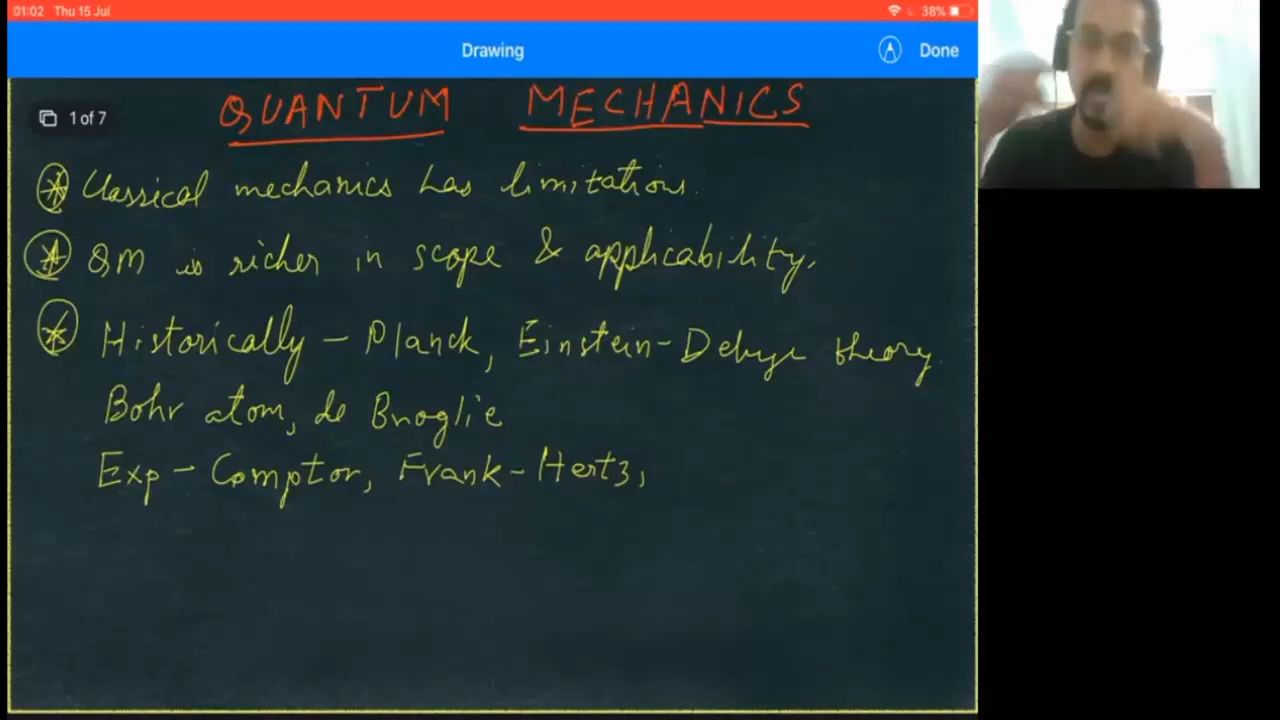 01:02 Thu 15 Jul 38%
Drawing Done
1 of 7
QUANTUM MECHANICS
Classical mechanics has limitations.
QM is richer in scope & applicability.
Historically - Planck, Einstein-Debye theory.
Bohr atom, de Broglie
Exp - Compton, Frank-Hertz,